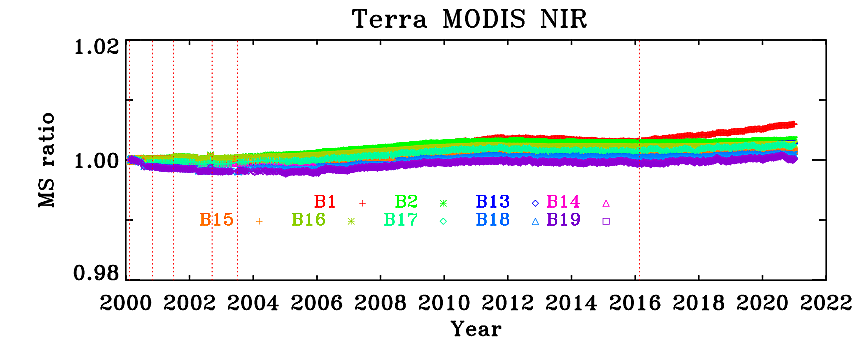 Terra MODIS NIR
1.02
1.00
0.98
MS ratio
B1 B2 B13 B14
B15 B16 B17 B18 B19
2000 2002 2004 2006 2008 2010 2012 2014 2016 2018 2020 2022
Year